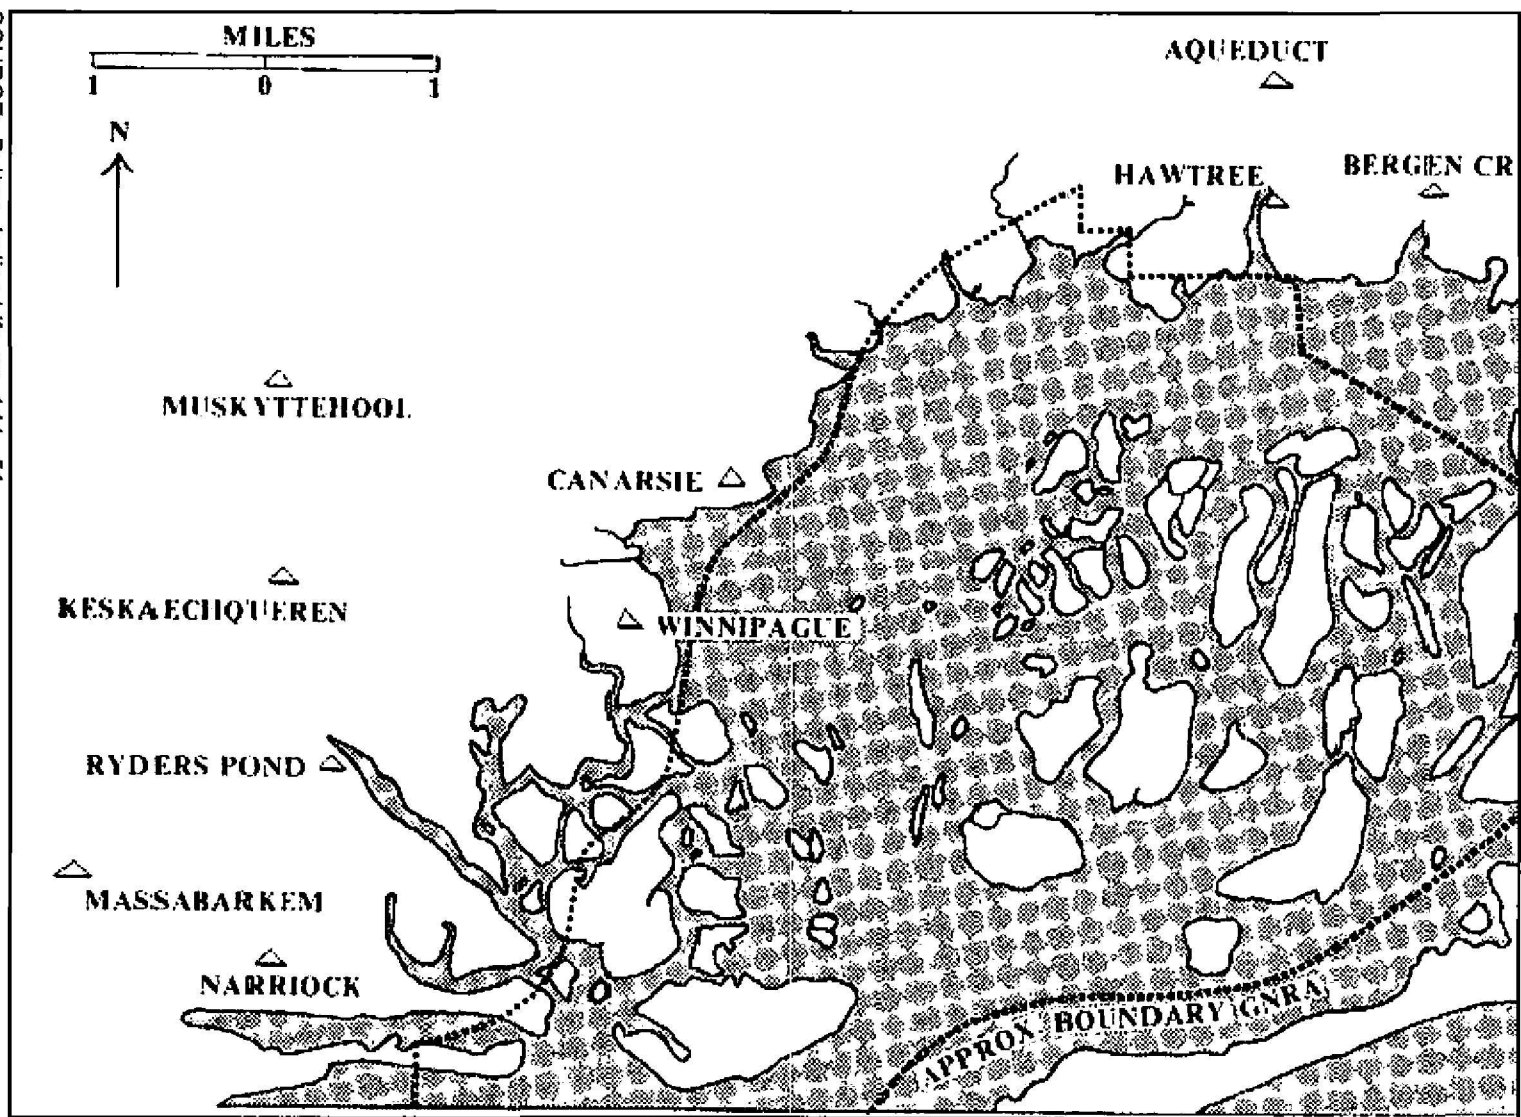 MILES
1 0 1
N
AQUEDUCT
HAWTREE
BERGEN CR
MUSKYTTEHOOL
CANARSIE
KESKAECHQUEREN
WINNIPAGUE
RYDERS POND
MASSABARKEM
NARRIOCK
APPROX BOUNDARY GNRA